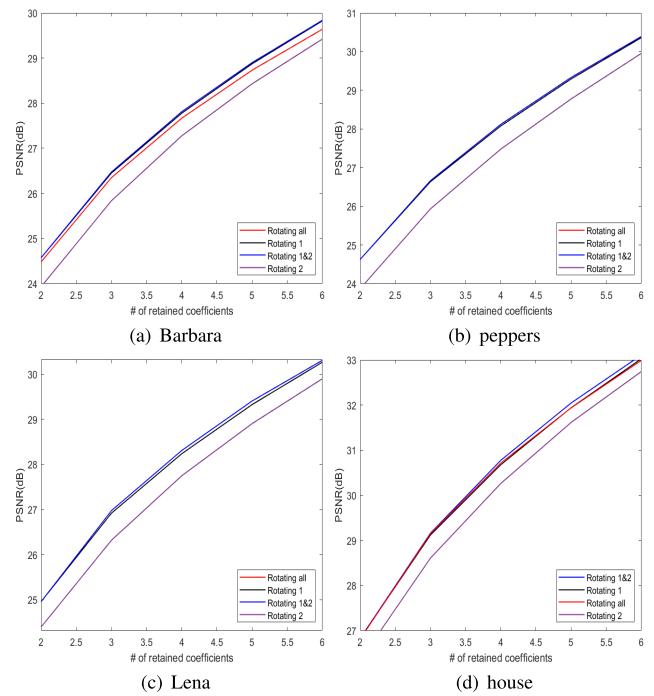 30
29
28
27
26
25
24
PSNR(dB)
2 2.5 3 3.5 4 4.5 5 5.5 6
# of retained coefficients
Rotating all
Rotating 1
Rotating 1&2
Rotating 2
(a) Barbara
31
30
29
28
27
26
25
24
PSNR(dB)
2 2.5 3 3.5 4 4.5 5 5.5 6
# of retained coefficients
Rotating all
Rotating 1
Rotating 1&2
Rotating 2
(b) peppers
30
29
28
27
26
25
PSNR(dB)
2 2.5 3 3.5 4 4.5 5 5.5 6
# of retained coefficients
Rotating all
Rotating 1
Rotating 1&2
Rotating 2
(c) Lena
33
32
31
30
29
28
27
PSNR(dB)
2 2.5 3 3.5 4 4.5 5 5.5 6
# of retained coefficients
Rotating 1&2
Rotating 1
Rotating all
Rotating 2
(d) house